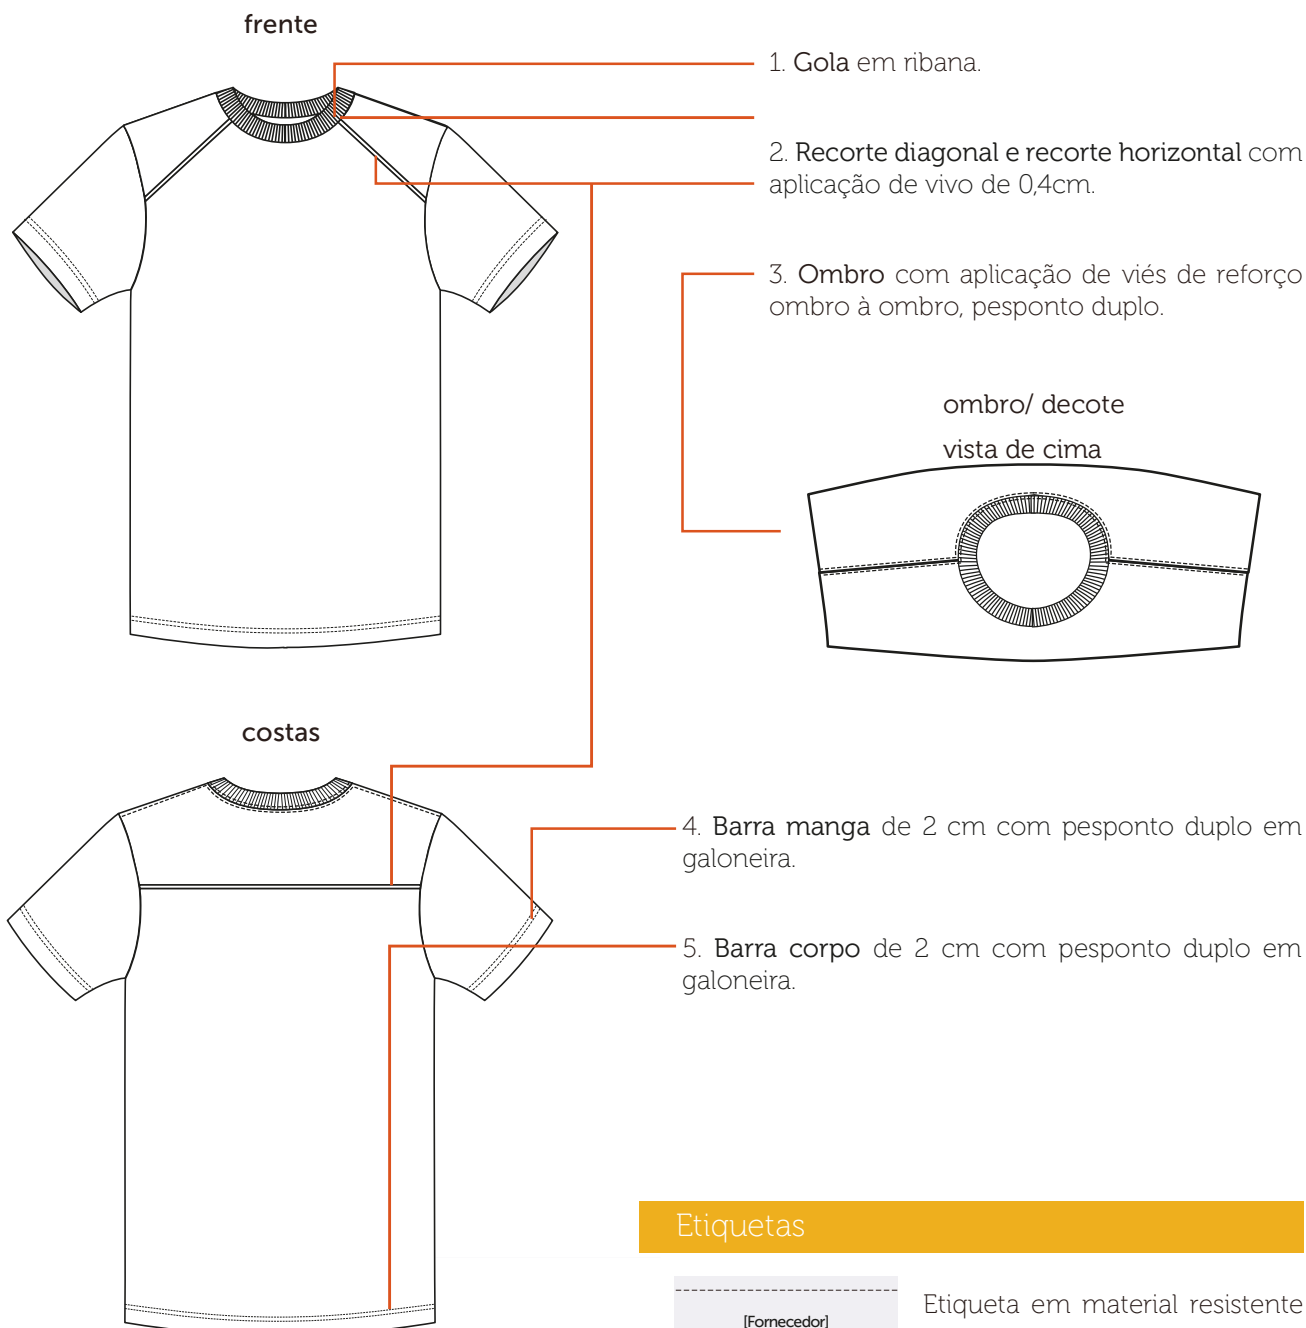 frente
1. Gola em ribana.
2. Recorte diagonal e recorte horizontal com
aplicação de vivo de 0,4cm.
3. Ombro com aplicação de viés de reforço
ombro à ombro, pesponto duplo.
ombro/ decote
vista de cima
costas
4. Barra manga de 2 cm com pesponto duplo em
galoneira.
5. Barra corpo de 2 cm com pesponto duplo em
galoneira.
Etiquetas
[Fornecedor]
Etiqueta em material resistente